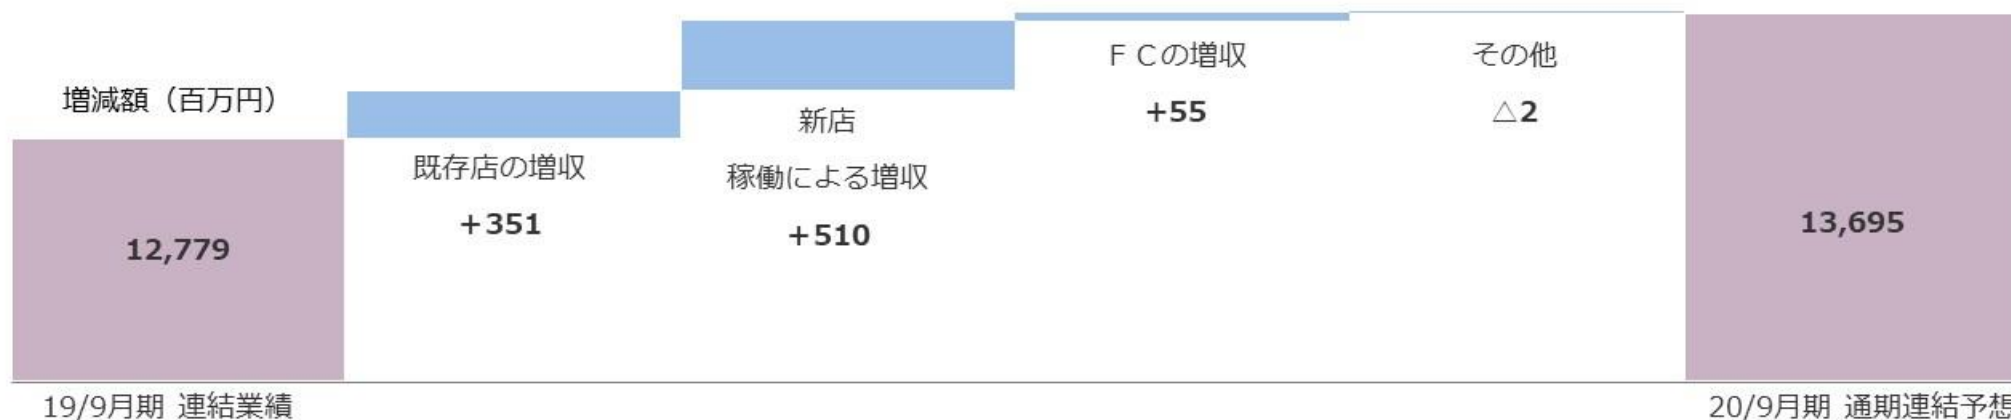 増減額（百万円）
12,779
19/9月期 連結業績
既存店の増収
+351
新店
稼働による増収
+510
ＦＣの増収
+55
その他
△2
13,695
20/9月期 通期連結予想